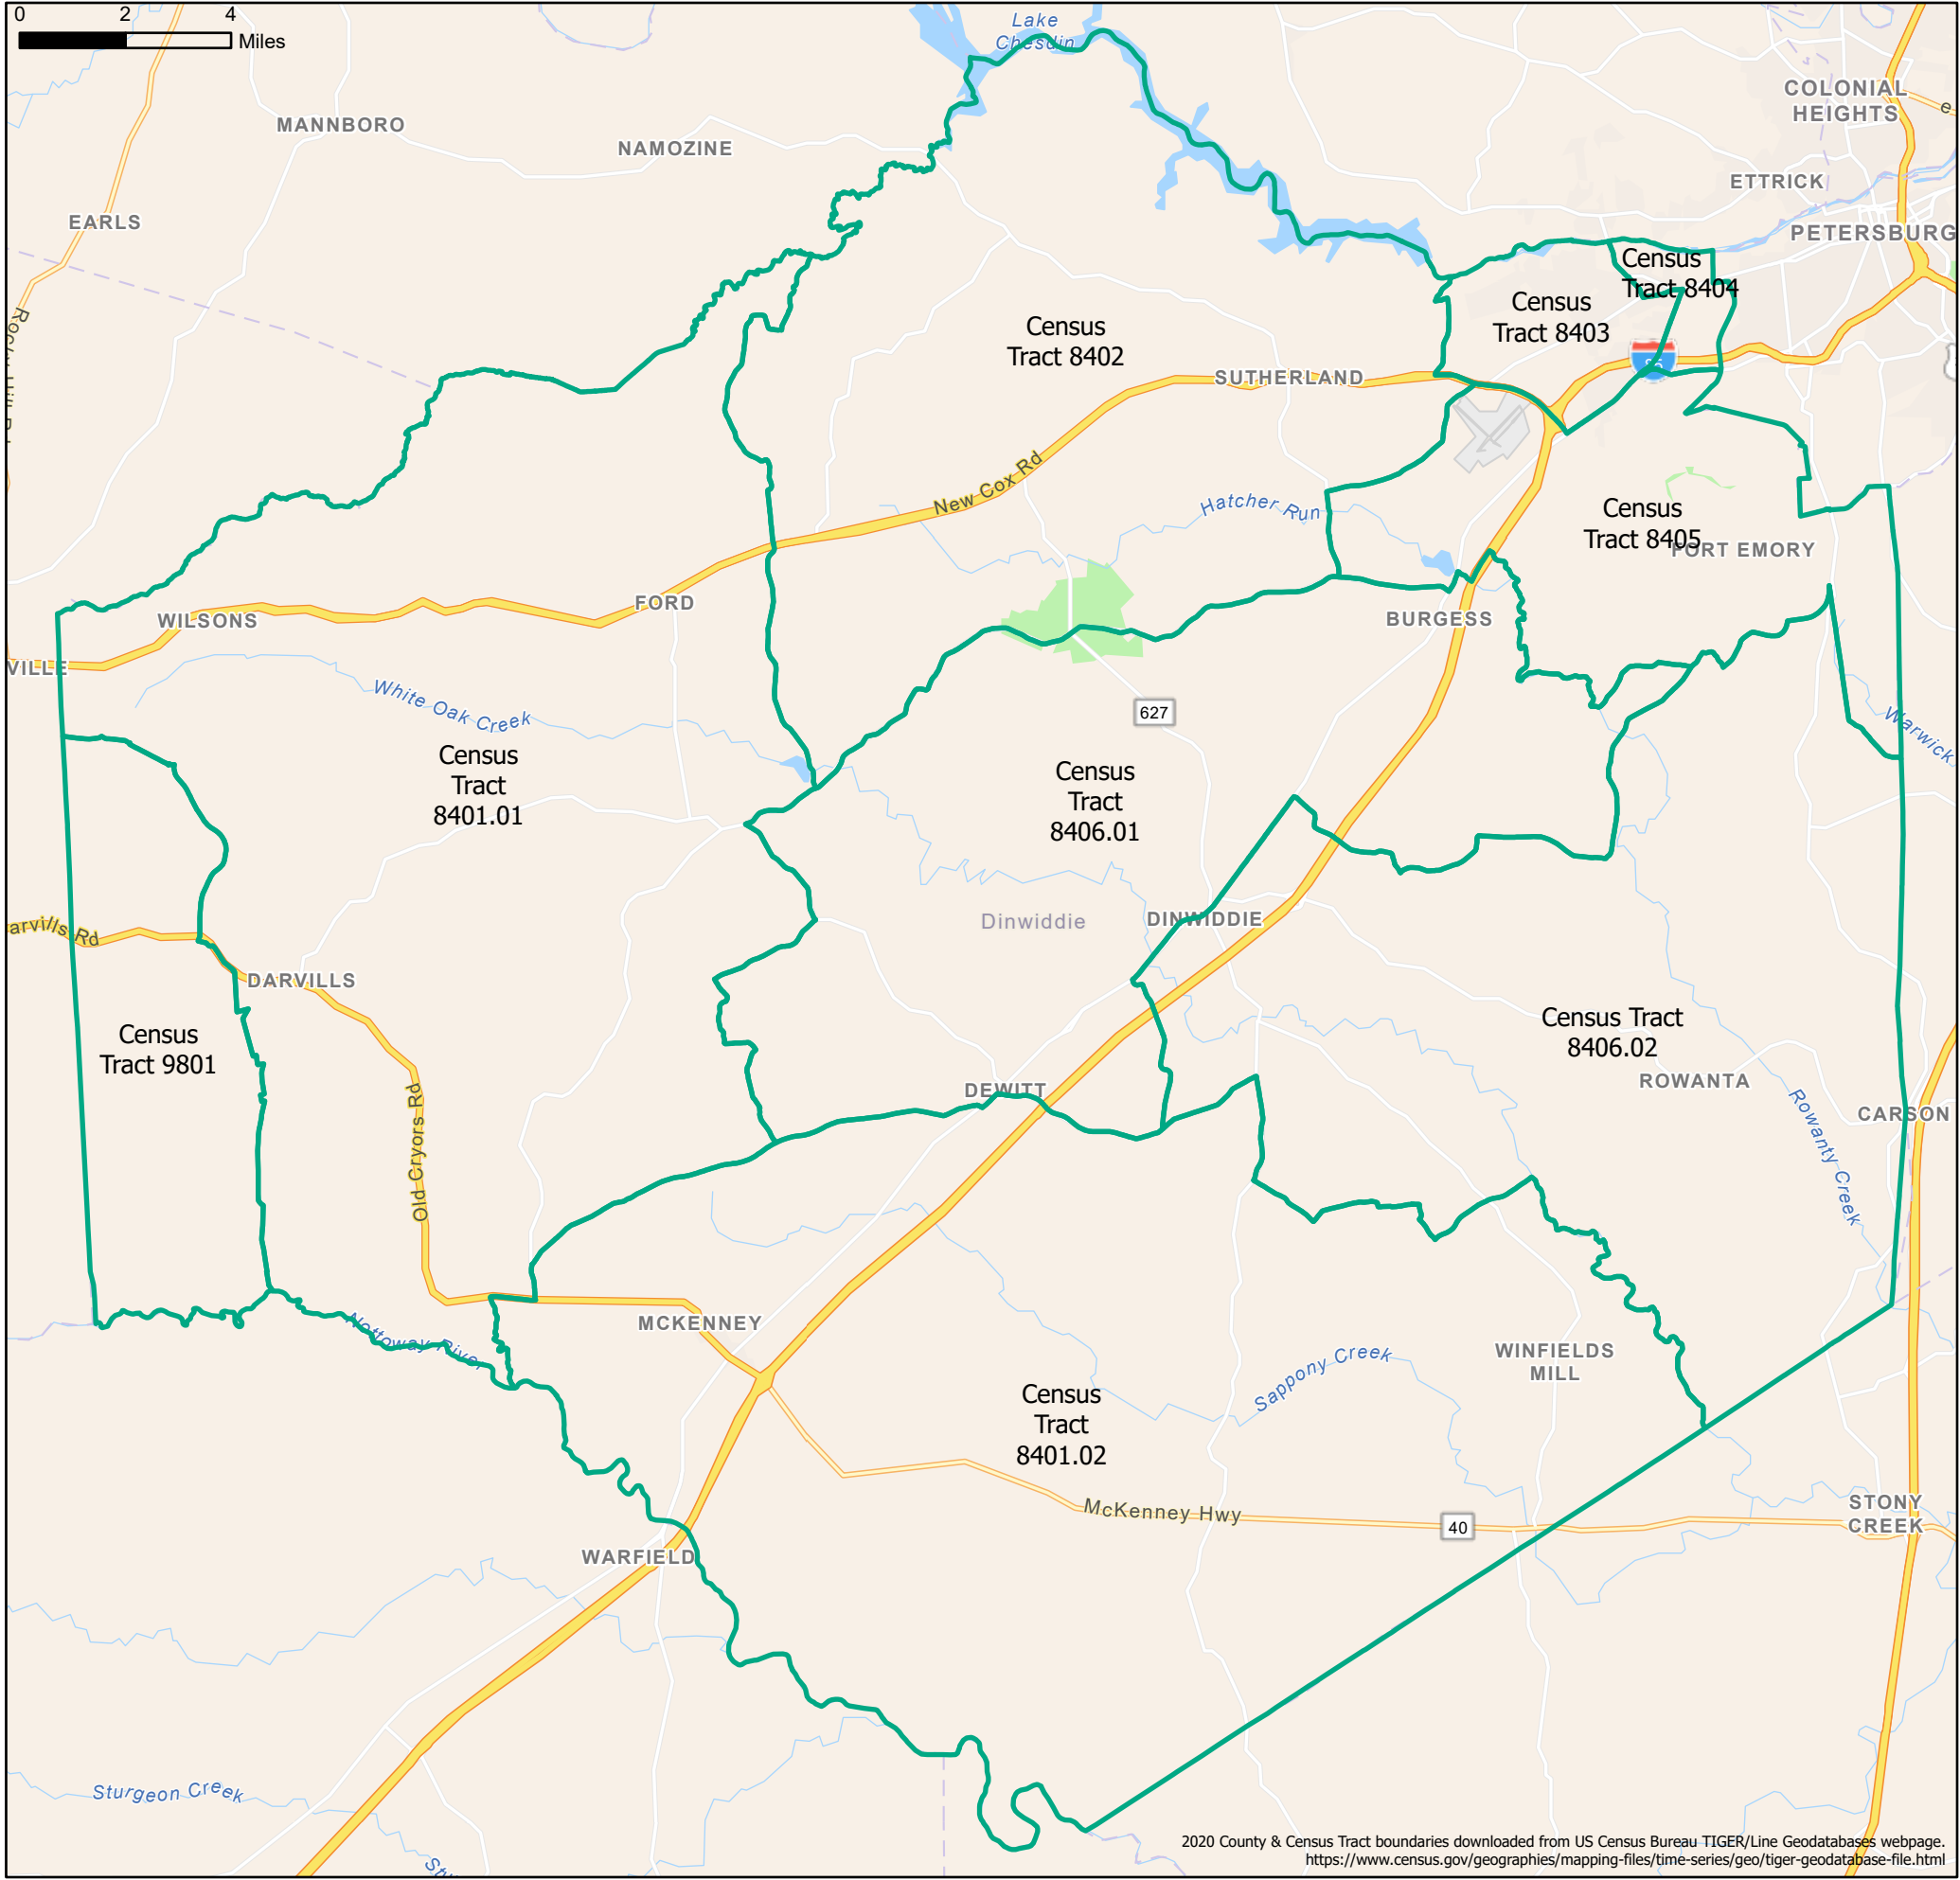 0 2 4
Miles
Lake
Chesdin
COLONIAL
HEIGHTS
MANNBORO
NAMOZINE
ETTRICK
EARLS
PETERSBURG
Census
Tract 8404
Census
Tract 8403
Census
Tract 8402
SUTHERLAND
New Cox Rd
Hatcher Run
Census
Tract 8405
FORT EMORY
FORD
WILSONS
BURGESS
VILLE
White Oak Creek
627
Warwick
Census
Tract
8401.01
Census
Tract
8406.01
Dinwiddie
DINWIDDIE
arvills Rd
DARVILLS
Census
Tract 9801
Census Tract
8406.02
ROWANTA
DEWITT
Old Cryors Rd
Rowanty Creek
CARSON
Nottoway River
MCKENNEY
WINFIELDS
MILL
Sappony Creek
Census
Tract
8401.02
McKenney Hwy
40
STONY
CREEK
WARFIELD
Sturgeon Creek
2020 County & Census Tract boundaries downloaded from US Census Bureau TIGER/Line Geodatabases webpage.
https://www.census.gov/geographies/mapping-files/time-series/geo/tiger-geodatabase-file.html